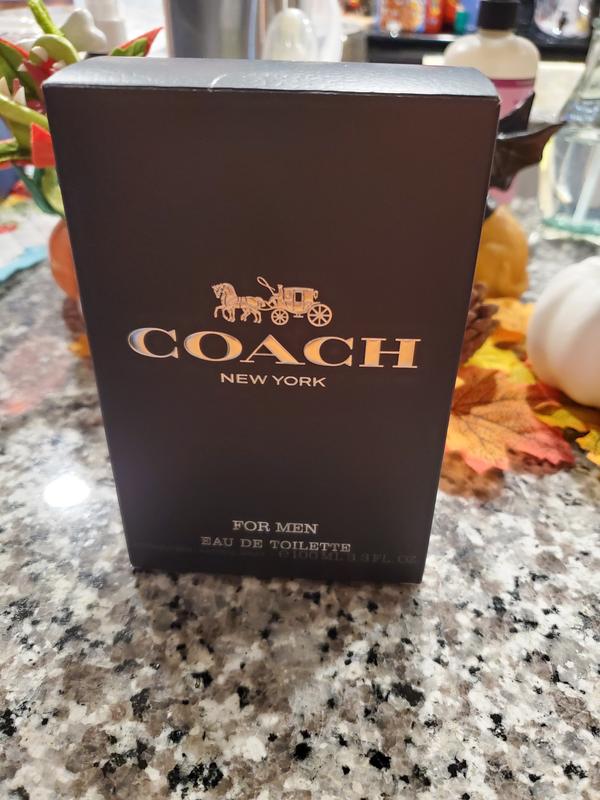 COACH
NEW YORK
FOR MEN
EAU DE TOILETTE
100 ML 3.3 FL. OZ